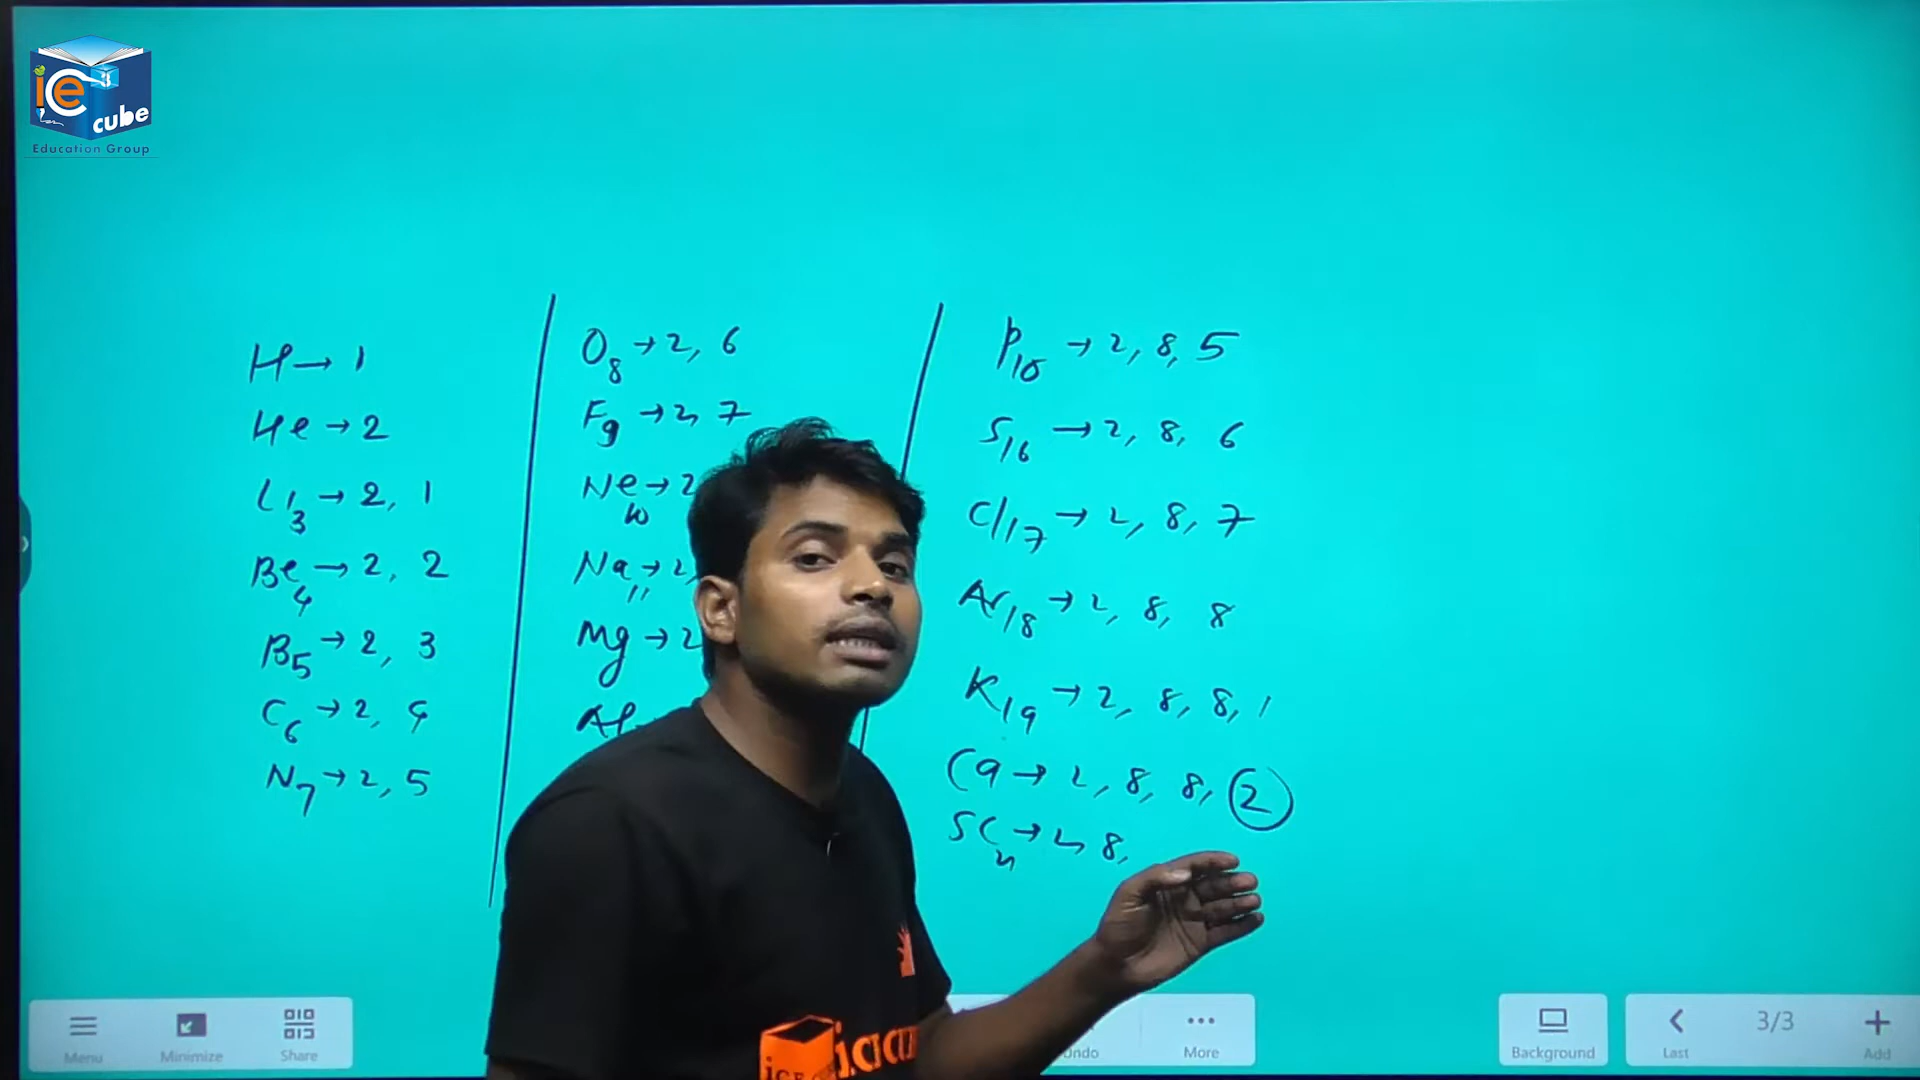 ice
cube
Education Group
H → 1
He → 2
Li3 → 2, 1
Be4 → 2, 2
B5 → 2, 3
C6 → 2, 4
N7 → 2, 5
O8 → 2, 6
F9 → 2, 7
Ne10 → 2
Na11 → 2,
Mg → 2
Al
P15 → 2, 8, 5
S16 → 2, 8, 6
Cl17 → 2, 8, 7
Ar18 → 2, 8, 8
K19 → 2, 8, 8, 1
Ca → 2, 8, 8, 2
Sc21 → 2, 8,
Menu
Minimize
Share
Undo
More
Background
Last
3/3
Add